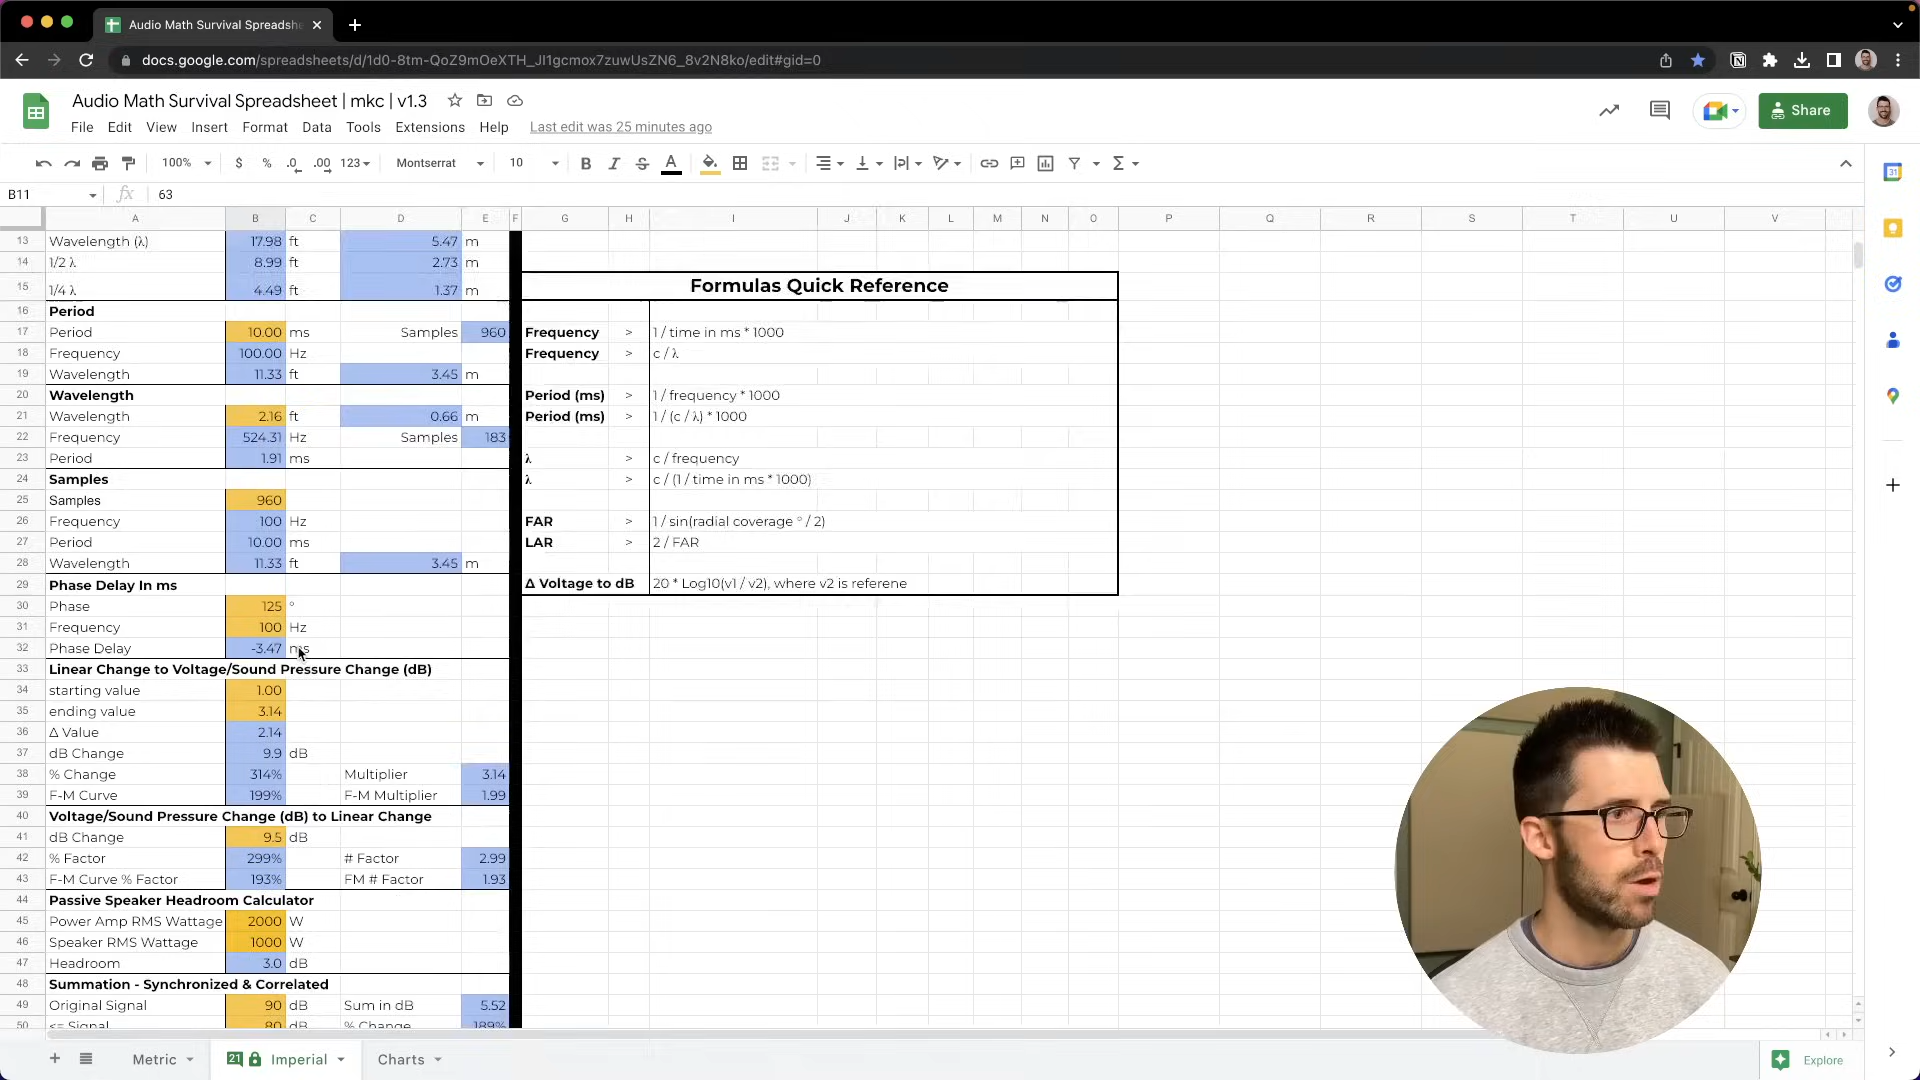 Audio Math Survival Spreadshe
docs.google.com/spreadsheets/d/1d0-8tm-QoZ9mOeXTH_JI1gcmox7zuwUsZN6_8v2N8ko/edit#gid=0
Audio Math Survival Spreadsheet | mkc | v1.3
Share
File Edit View Insert Format Data Tools Extensions Help Last edit was 25 minutes ago
100% $ % .0 .00 123 Montserrat 10 B I S A
B11 fx 63
A B C D E F G H I J K L M N O P Q R S T U V
13 Wavelength (λ) 17.98 ft 5.47 m
14 1/2 λ 8.99 ft 2.73 m
15 1/4 λ 4.49 ft 1.37 m Formulas Quick Reference
16 Period
17 Period 10.00 ms Samples 960 Frequency > 1 / time in ms * 1000
18 Frequency 100.00 Hz Frequency > c / λ
19 Wavelength 11.33 ft 3.45 m
20 Wavelength Period (ms) > 1 / frequency * 1000
21 Wavelength 2.16 ft 0.66 m Period (ms) > 1 / (c / λ) * 1000
22 Frequency 524.31 Hz Samples 183
23 Period 1.91 ms λ > c / frequency
24 Samples λ > c / (1 / time in ms * 1000)
25 Samples 960
26 Frequency 100 Hz FAR > 1 / sin(radial coverage ° / 2)
27 Period 10.00 ms LAR > 2 / FAR
28 Wavelength 11.33 ft 3.45 m
29 Phase Delay In ms Δ Voltage to dB 20 * Log10(v1 / v2), where v2 is referene
30 Phase 125 °
31 Frequency 100 Hz
32 Phase Delay -3.47 ms
33 Linear Change to Voltage/Sound Pressure Change (dB)
34 starting value 1.00
35 ending value 3.14
36 Δ Value 2.14
37 dB Change 9.9 dB
38 % Change 314% Multiplier 3.14
39 F-M Curve 199% F-M Multiplier 1.99
40 Voltage/Sound Pressure Change (dB) to Linear Change
41 dB Change 9.5 dB
42 % Factor 299% # Factor 2.99
43 F-M Curve % Factor 193% FM # Factor 1.93
44 Passive Speaker Headroom Calculator
45 Power Amp RMS Wattage 2000 W
46 Speaker RMS Wattage 1000 W
47 Headroom 3.0 dB
48 Summation - Synchronized & Correlated
49 Original Signal 90 dB Sum in dB 5.52
50 <= Signal 80 dB % Change 189%
Metric 21 Imperial Charts Explore
31